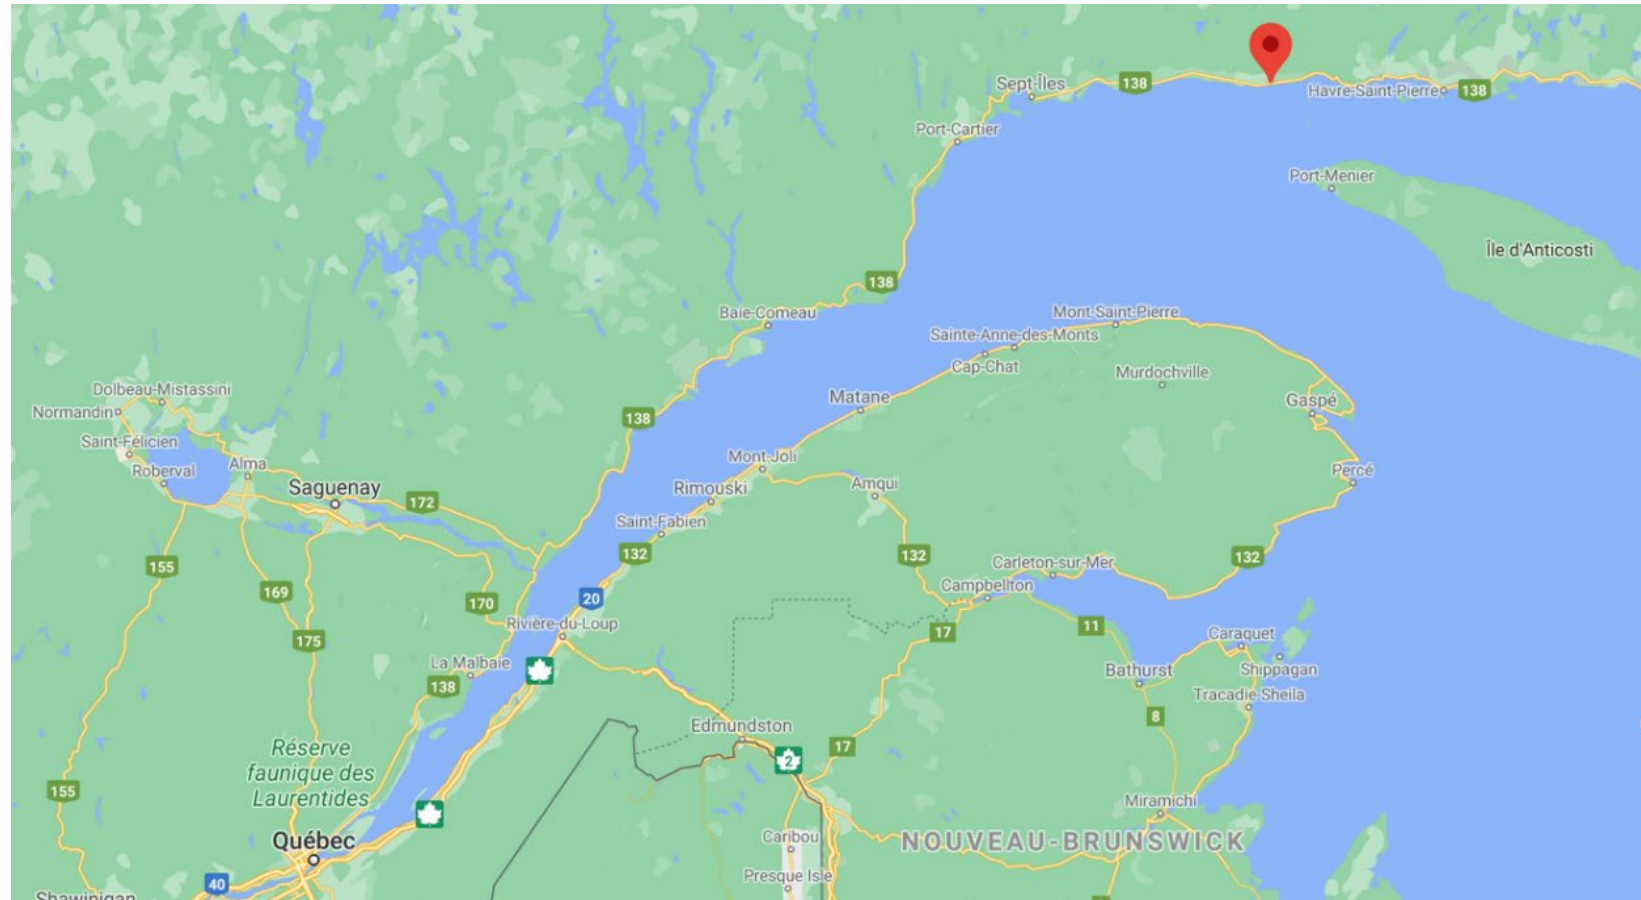 Sept-Îles
138
Havre-Saint-Pierre
138
Port-Cartier
Port-Menier
Île d'Anticosti
138
Baie-Comeau
Mont-Saint-Pierre
Sainte-Anne-des-Monts
Cap-Chat
Murdochville
Dolbeau-Mistassini
Normandin
Matane
Gaspé
138
Saint-Félicien
Roberval
Alma
Mont-Joli
Percé
Saguenay
172
Rimouski
Amqui
Saint-Fabien
132
132
132
155
Carleton-sur-Mer
Campbellton
169
170
20
Rivière-du-Loup
17
11
175
Caraquet
La Malbaie
138
Bathurst
Shippagan
Tracadie-Sheila
8
Edmundston
2
17
Réserve
faunique des
Laurentides
155
Miramichi
Québec
Caribou
NOUVEAU-BRUNSWICK
Presque Isle
40
Shawinigan